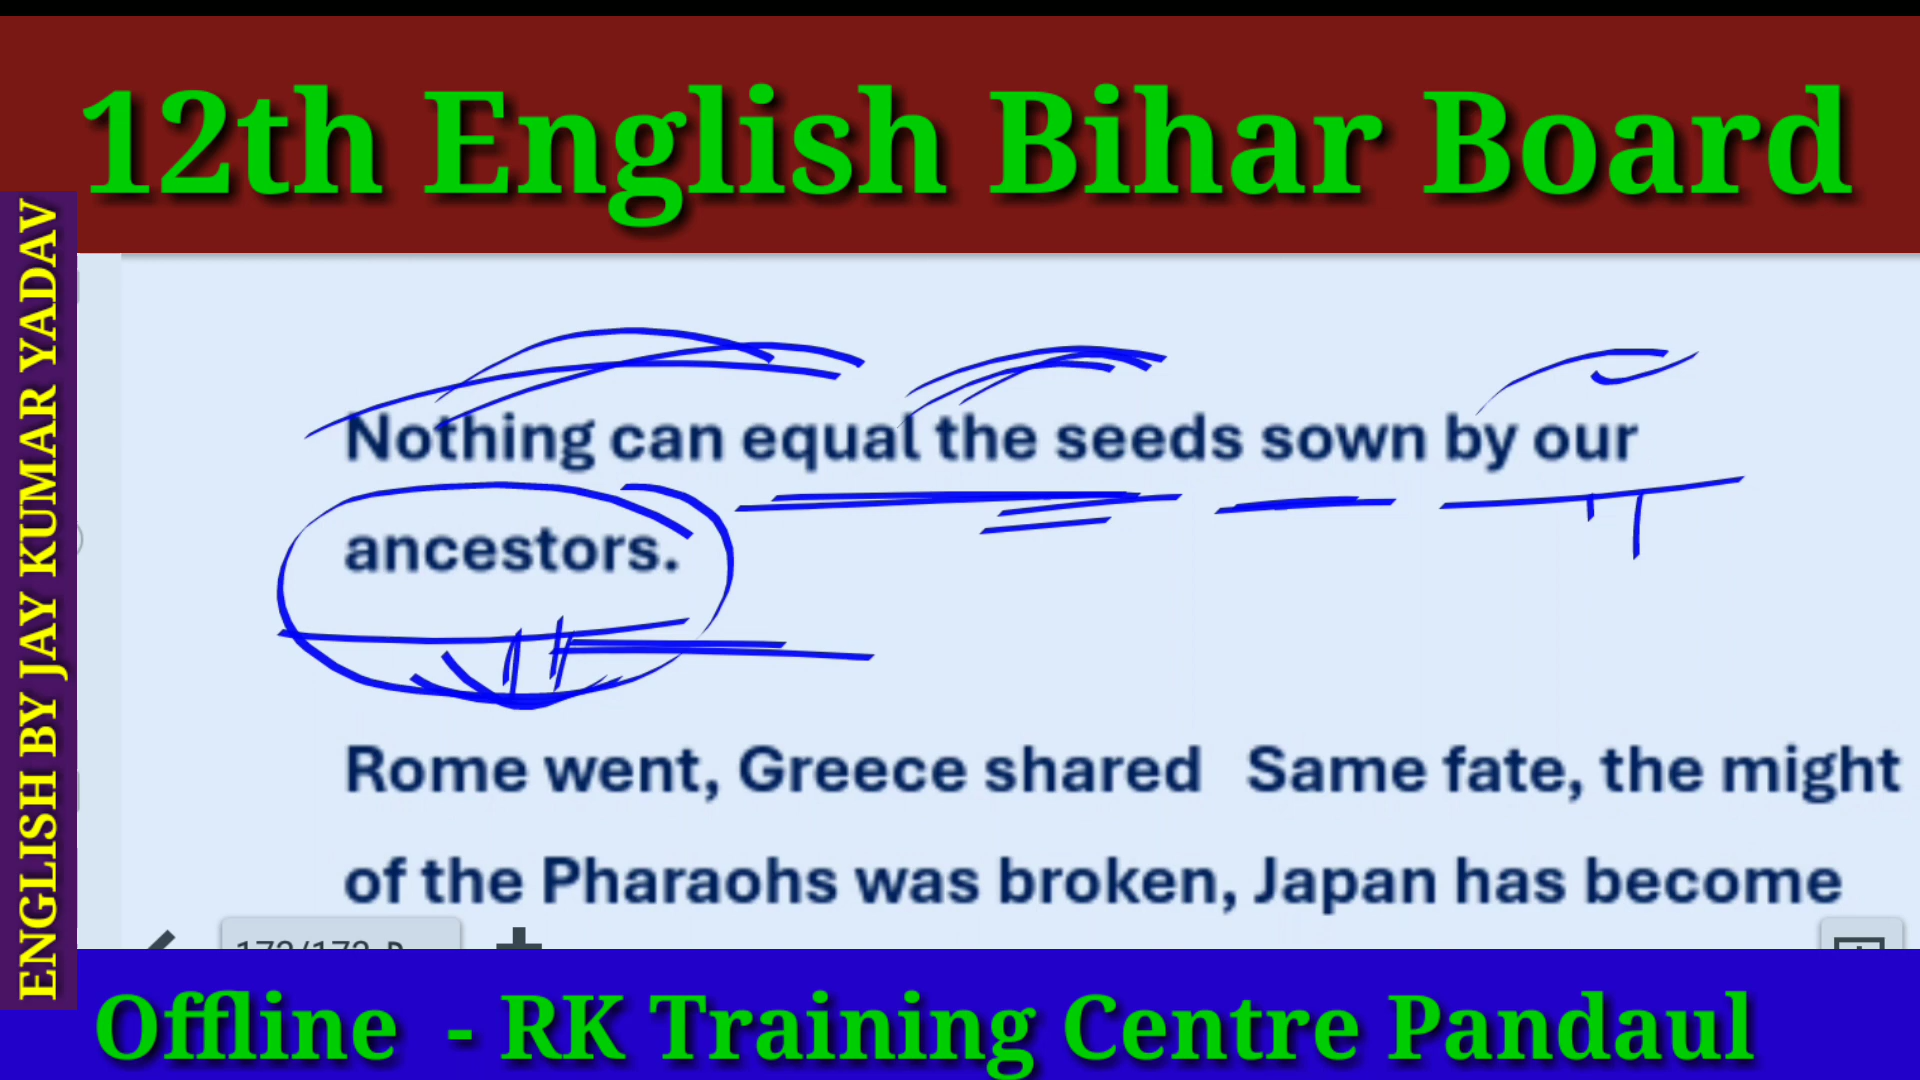 12th English Bihar Board
ENGLISH BY JAY KUMAR YADAV
Nothing can equal the seeds sown by our
ancestors.
Rome went, Greece shared Same fate, the might
of the Pharaohs was broken, Japan has become
Offline - RK Training Centre Pandaul